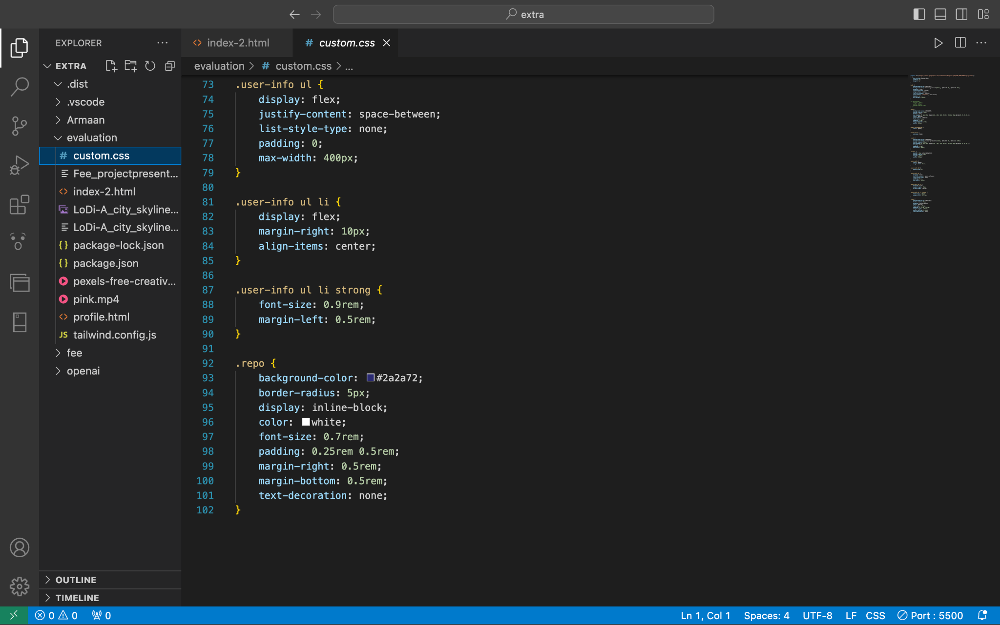 extra
EXPLORER
index-2.html
# custom.css
EXTRA
evaluation > # custom.css > ...
.dist
.vscode
Armaan
evaluation
# custom.css
Fee_projectpresent...
index-2.html
LoDi-A_city_skyline...
LoDi-A_city_skyline...
{} package-lock.json
{} package.json
pexels-free-creativ...
pink.mp4
<> profile.html
JS tailwind.config.js
fee
openai
OUTLINE
TIMELINE
73 .user-info ul {
74 display: flex;
75 justify-content: space-between;
76 list-style-type: none;
77 padding: 0;
78 max-width: 400px;
79 }
80
81 .user-info ul li {
82 display: flex;
83 margin-right: 10px;
84 align-items: center;
85 }
86
87 .user-info ul li strong {
88 font-size: 0.9rem;
89 margin-left: 0.5rem;
90 }
91
92 .repo {
93 background-color: #2a2a72;
94 border-radius: 5px;
95 display: inline-block;
96 color: white;
97 font-size: 0.7rem;
98 padding: 0.25rem 0.5rem;
99 margin-right: 0.5rem;
100 margin-bottom: 0.5rem;
101 text-decoration: none;
102 }
0 0 0 Ln 1, Col 1 Spaces: 4 UTF-8 LF CSS Port : 5500